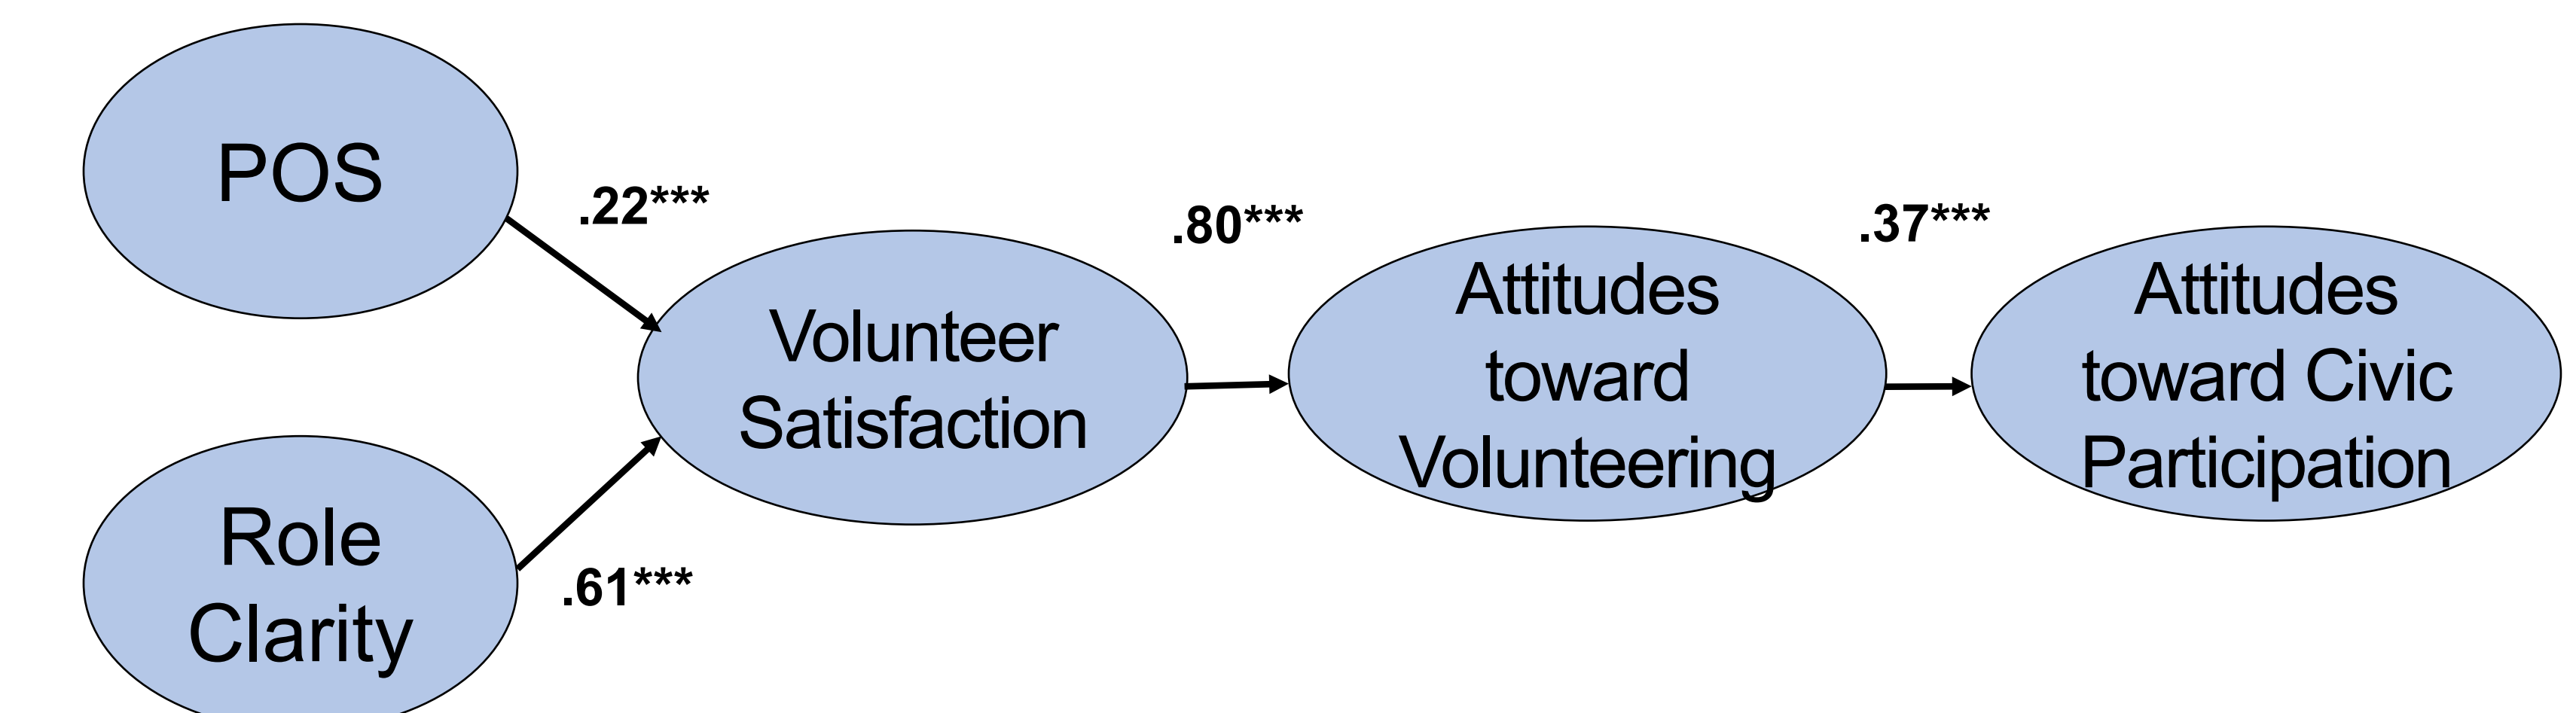 POS
.22***
Role
Clarity
.61***
Volunteer
Satisfaction
.80***
Attitudes
toward
Volunteering
.37***
Attitudes
toward Civic
Participation